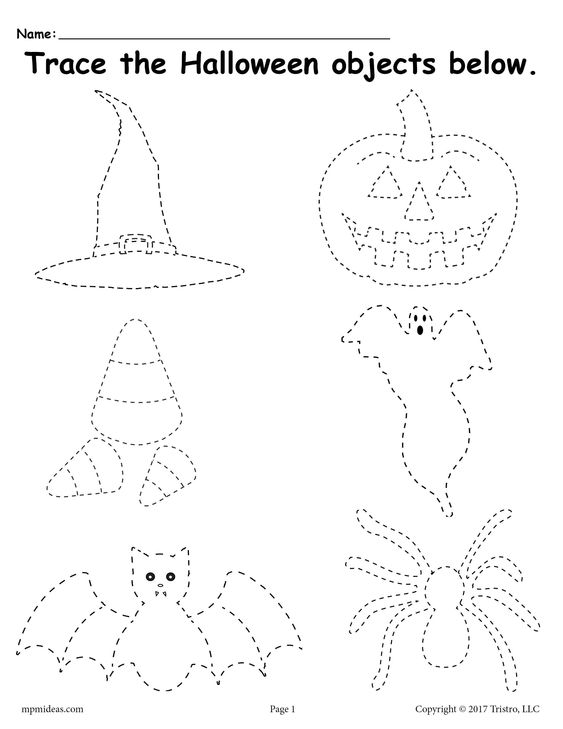 Name:
Trace the Halloween objects below.
mpmideas.com Page 1 Copyright © 2017 Tristro, LLC